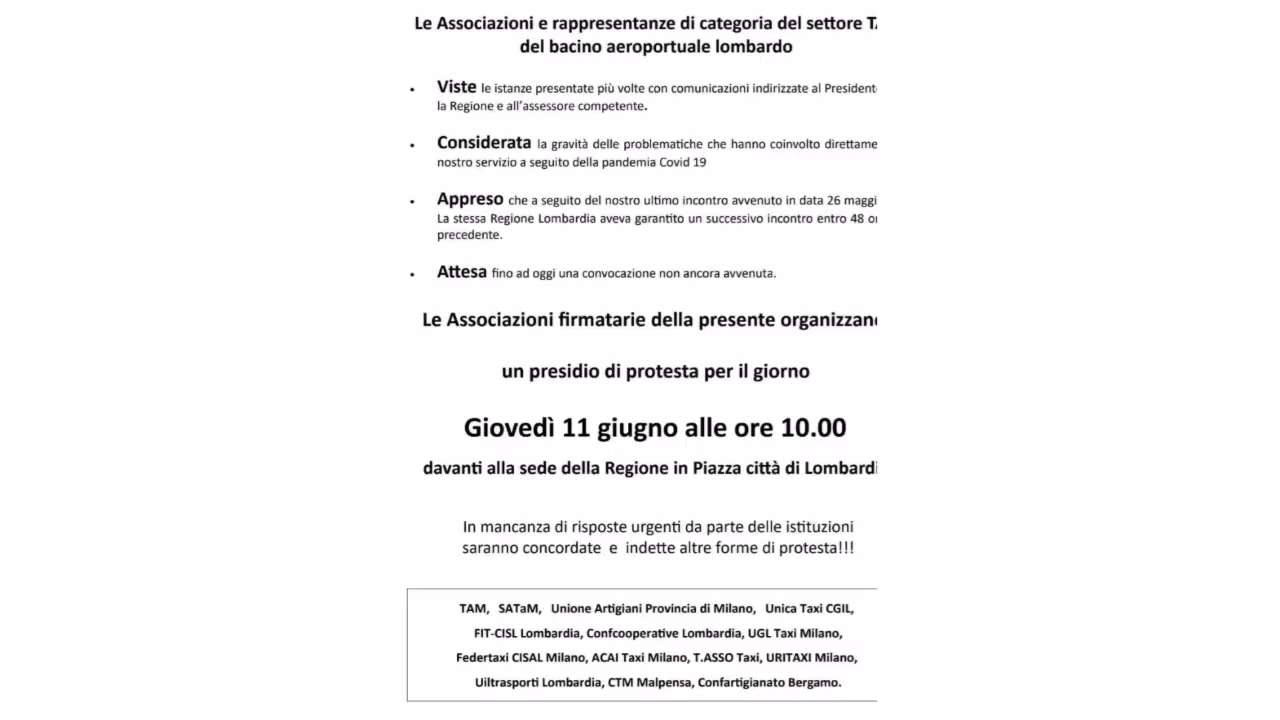 Le Associazioni e rappresentanze di categoria del settore
del bacino aeroportuale lombardo
• Viste le istanze presentate più volte con comunicazioni indirizzate al
la Regione e all'assessore competente.
• Considerata la gravità delle problematiche che hanno coinvolto
nostro servizio a seguito della pandemia Covid 19
• Appreso che a seguito del nostro ultimo incontro avvenuto in data 26
La stessa Regione Lombardia aveva garantito un successivo incontro entro 48
precedente.
• Attesa fino ad oggi una convocazione non ancora avvenuta.
Le Associazioni firmatarie della presente
un presidio di protesta per il giorno
Giovedì 11 giugno alle ore 10.00
davanti alla sede della Regione in Piazza città di
In mancanza di risposte urgenti da parte delle istituzioni
saranno concordate e indette altre forme di protesta!!!
TAM, SATaM, Unione Artigiani Provincia di Milano, Unica Taxi CGIL,
FIT-CISL Lombardia, Confcooperative Lombardia, UGL Taxi Milano,
Federtaxi CISAL Milano, ACAI Taxi Milano, T.ASSO Taxi, URITAXI Milano,
Uiltrasporti Lombardia, CTM Malpensa, Confartigianato Bergamo.